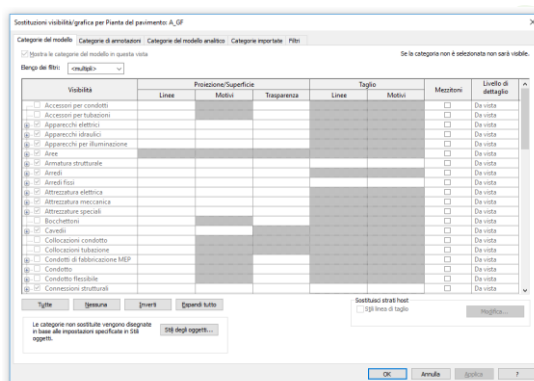 Sostituzioni visibilità/grafica per Pianta del pavimento: A_GF
Categorie del modello Categorie di annotazioni Categorie del modello analitico Categorie importate Filtri
Mostra le categorie del modello in questa vista
Se la categoria non è selezionata non sarà visibile.
Elenco dei filtri: <multipli>
Visibilità Proiezione/Superficie Taglio Mezzitoni Livello di dettaglio
Linee Motivi Trasparenza Linee Motivi
Accessori per condotti Da vista
Accessori per tubazioni Da vista
Apparecchi elettrici Da vista
Apparecchi idraulici Da vista
Apparecchi per illuminazione Da vista
Aree Da vista
Armature strutturale Da vista
Arredi Da vista
Arredi fissi Da vista
Attrezzatura elettrica Da vista
Attrezzatura meccanica Da vista
Attrezzature speciali Da vista
Bocchettoni Da vista
Cavedii Da vista
Collocazioni condotto Da vista
Collocazioni tubazione Da vista
Condotti di fabbricazione MEP Da vista
Condotto Da vista
Condotto flessibile Da vista
Connessioni strutturali Da vista
Tutte Nessuna Inverti Espandi tutto
Sostituisci strati host
Stili linea di taglio Modifica...
Le categorie non sostituite vengono disegnate
in base alle impostazioni specificate in Stili
oggetti.
Stili degli oggetti...
OK Annulla Applica ?